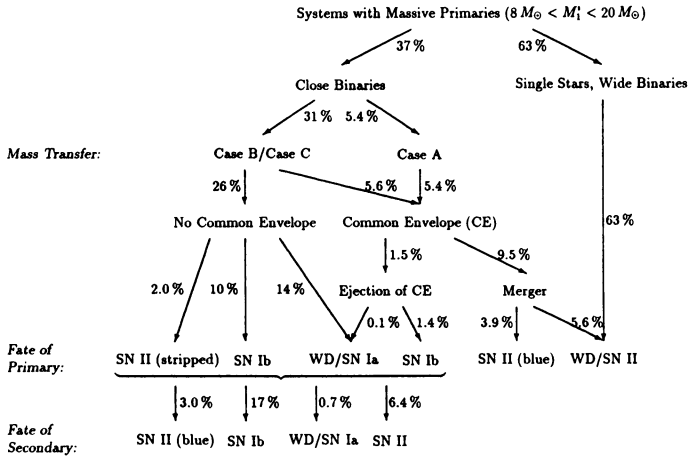 Systems with Massive Primaries (8 M⊙ < M₁ⁱ < 20 M⊙)
37% 63%
Close Binaries Single Stars, Wide Binaries
31% 5.4%
Mass Transfer: Case B/Case C Case A
26% 5.6% 5.4%
No Common Envelope Common Envelope (CE) 63%
1.5% 9.5%
2.0% 10% 14% Ejection of CE Merger
0.1% 1.4% 3.9% 5.6%
Fate of
Primary: SN II (stripped) SN Ib WD/SN Ia SN Ib SN II (blue) WD/SN II
3.0% 17% 0.7% 6.4%
Fate of
Secondary: SN II (blue) SN Ib WD/SN Ia SN II